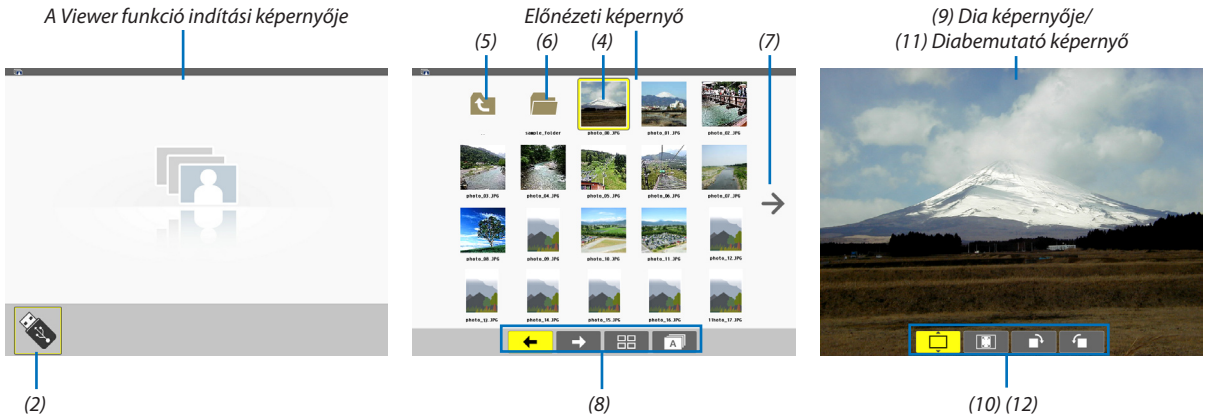 A Viewer funkció indítási képernyője
Előnézeti képernyő
(9) Dia képernyője/
(11) Diabemutató képernyő
(5) (6) (4) (7)
sample_folder photo_00.JPG photo_01.JPG photo_02.JPG
photo_03.JPG photo_04.JPG photo_05.JPG photo_06.JPG photo_07.JPG
photo_08.JPG photo_09.JPG photo_10.JPG photo_11.JPG photo_12.JPG
photo_13.JPG photo_14.JPG photo_15.JPG photo_16.JPG photo_17.JPG
A
(2) (8) (10) (12)